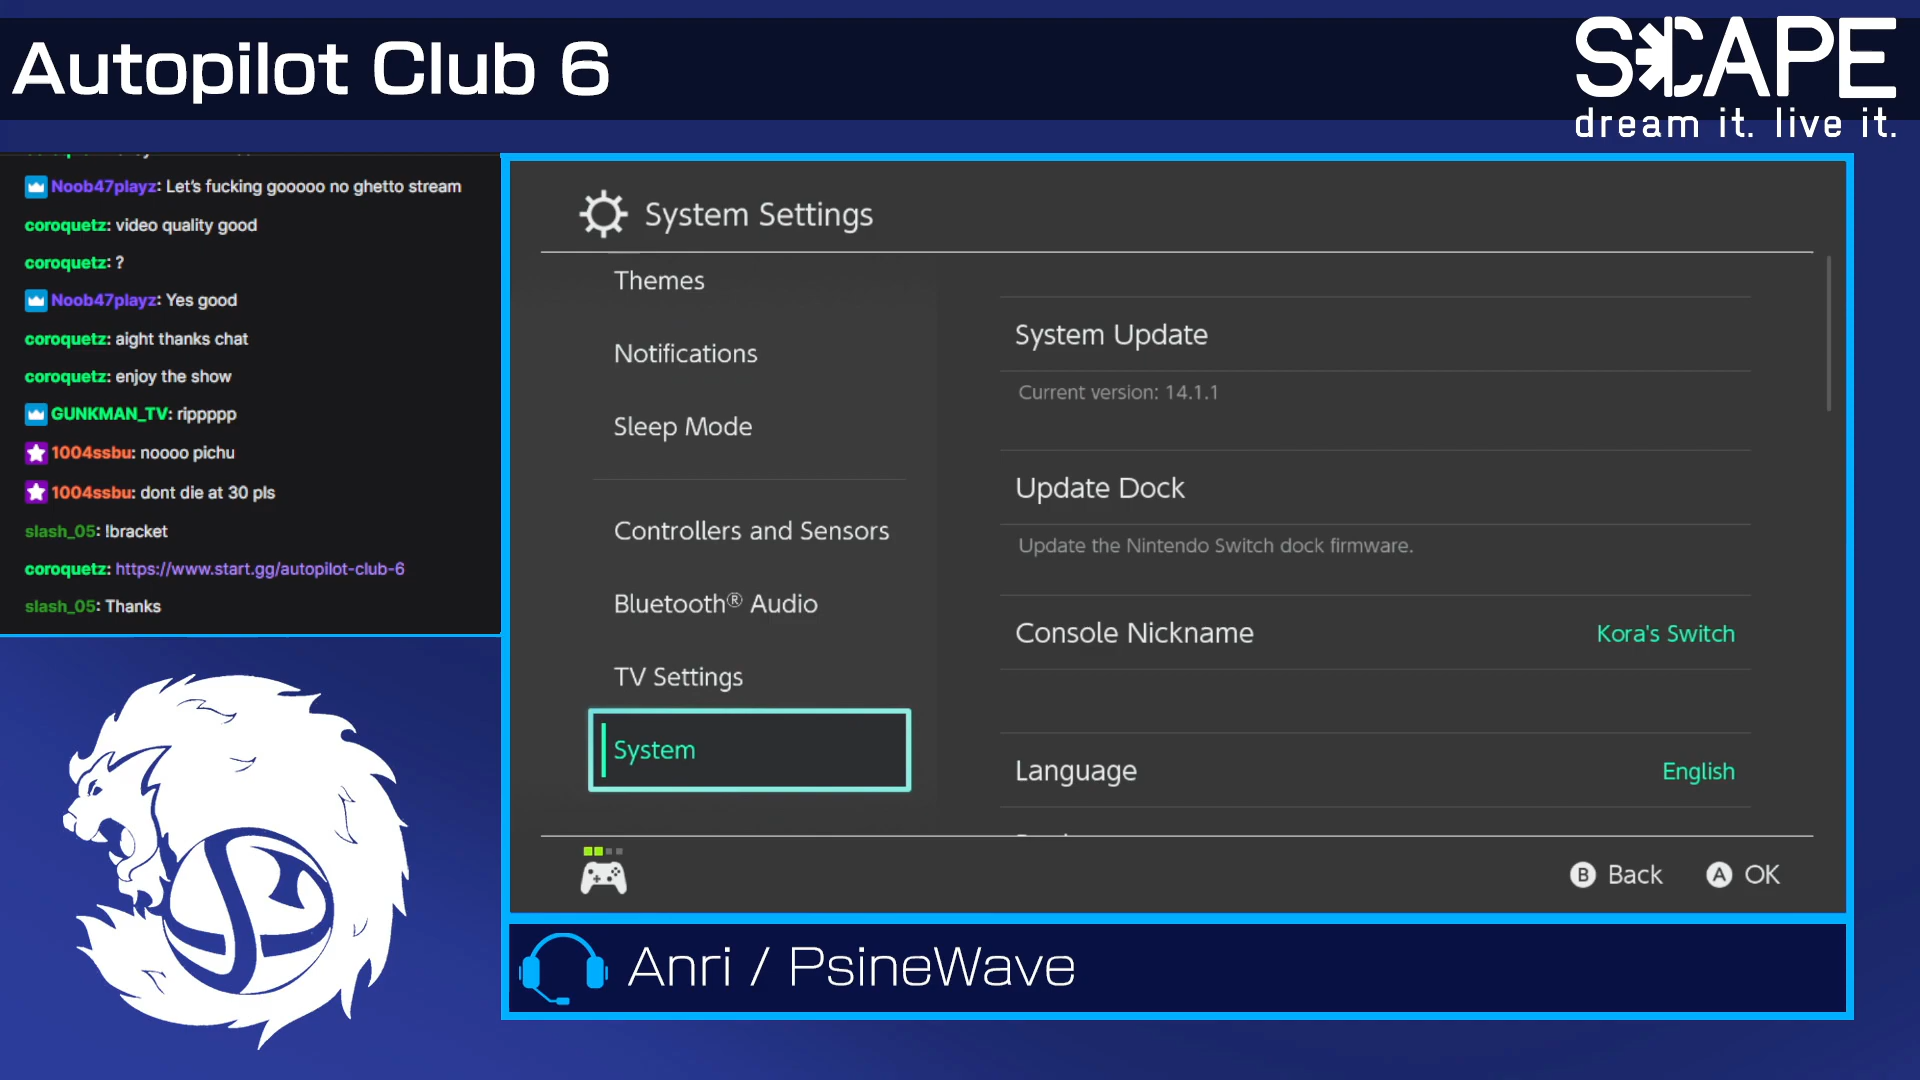 Autopilot Club 6
SCAPE
dream it. live it.
Noob47playz: Let's fucking gooooo no ghetto stream
coroquetz: video quality good
coroquetz: ?
Noob47playz: Yes good
coroquetz: aight thanks chat
coroquetz: enjoy the show
GUNKMAN_TV: rippppp
1004ssbu: noooo pichu
1004ssbu: dont die at 30 pls
slash_05: !bracket
coroquetz: https://www.start.gg/autopilot-club-6
slash_05: Thanks
System Settings
Themes
Notifications
Sleep Mode
Controllers and Sensors
Bluetooth® Audio
TV Settings
System
System Update
Current version: 14.1.1
Update Dock
Update the Nintendo Switch dock firmware.
Console Nickname Kora's Switch
Language English
B Back A OK
Anri / PsineWave